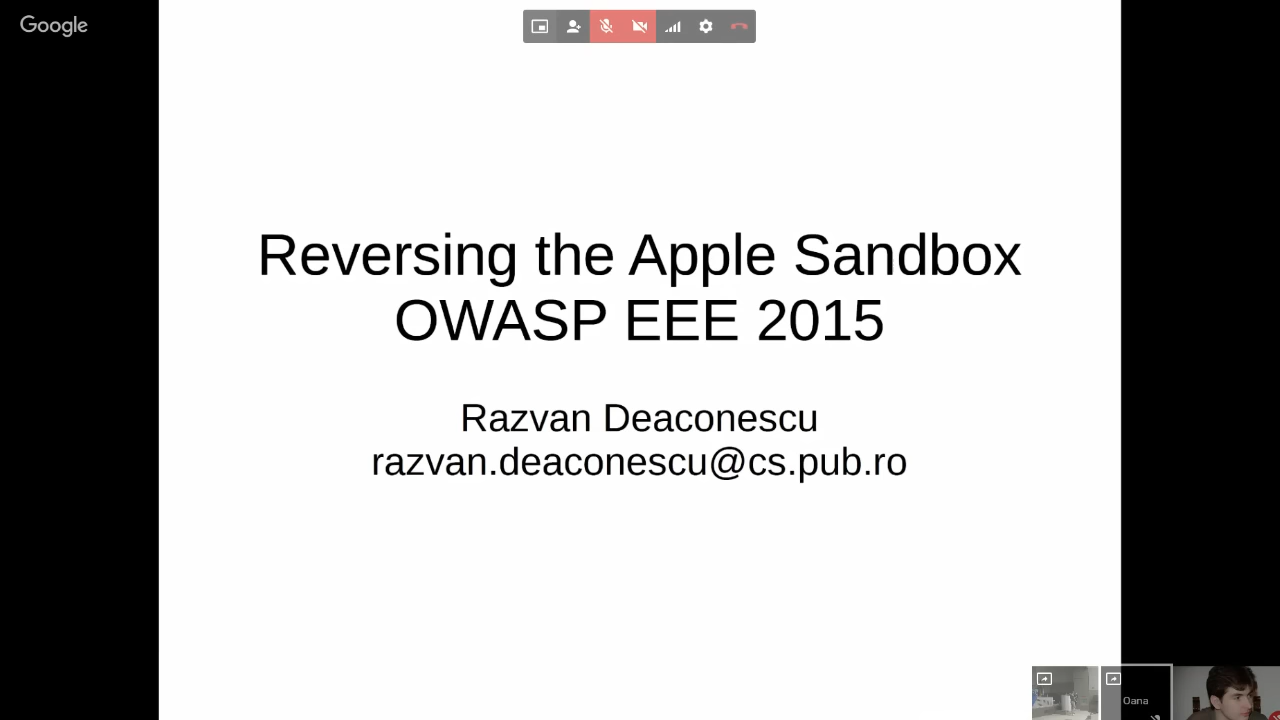 Google
Reversing the Apple Sandbox
OWASP EEE 2015
Razvan Deaconescu
razvan.deaconescu@cs.pub.ro
Oana